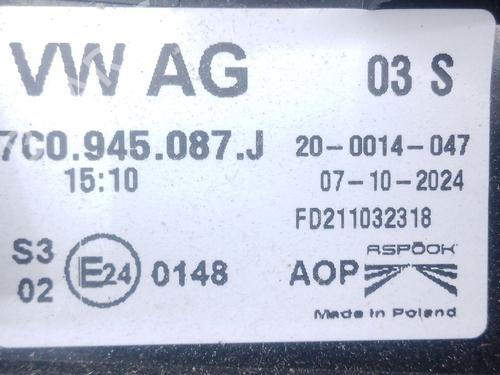 VW AG 03 S
7C0.945.087.J 20-0014-047
15:10 07-10-2024
FD211032318
S3 E24 0148 ASPÖCK
02 AOP
Made in Poland